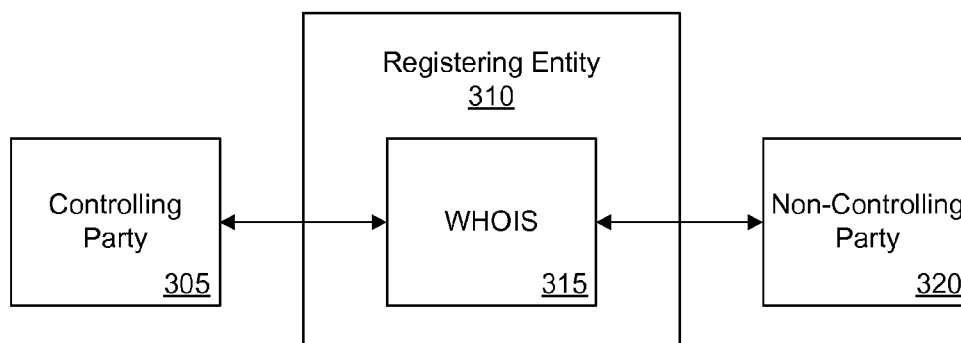 Registering Entity
310
Controlling
Party
305
WHOIS
315
Non-Controlling
Party
320